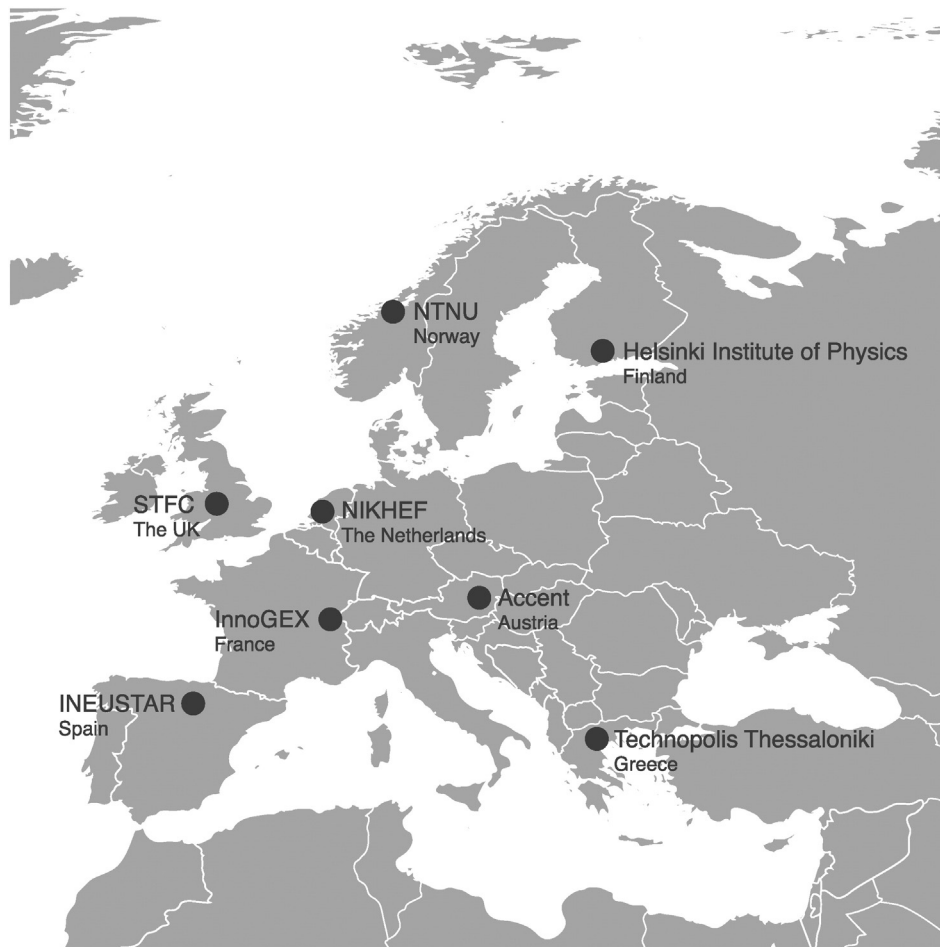 NTNU
Norway
Helsinki Institute of Physics
Finland
STFC
The UK
NIKHEF
The Netherlands
Accent
Austria
InnoGEX
France
INEUSTAR
Spain
Technopolis Thessaloniki
Greece